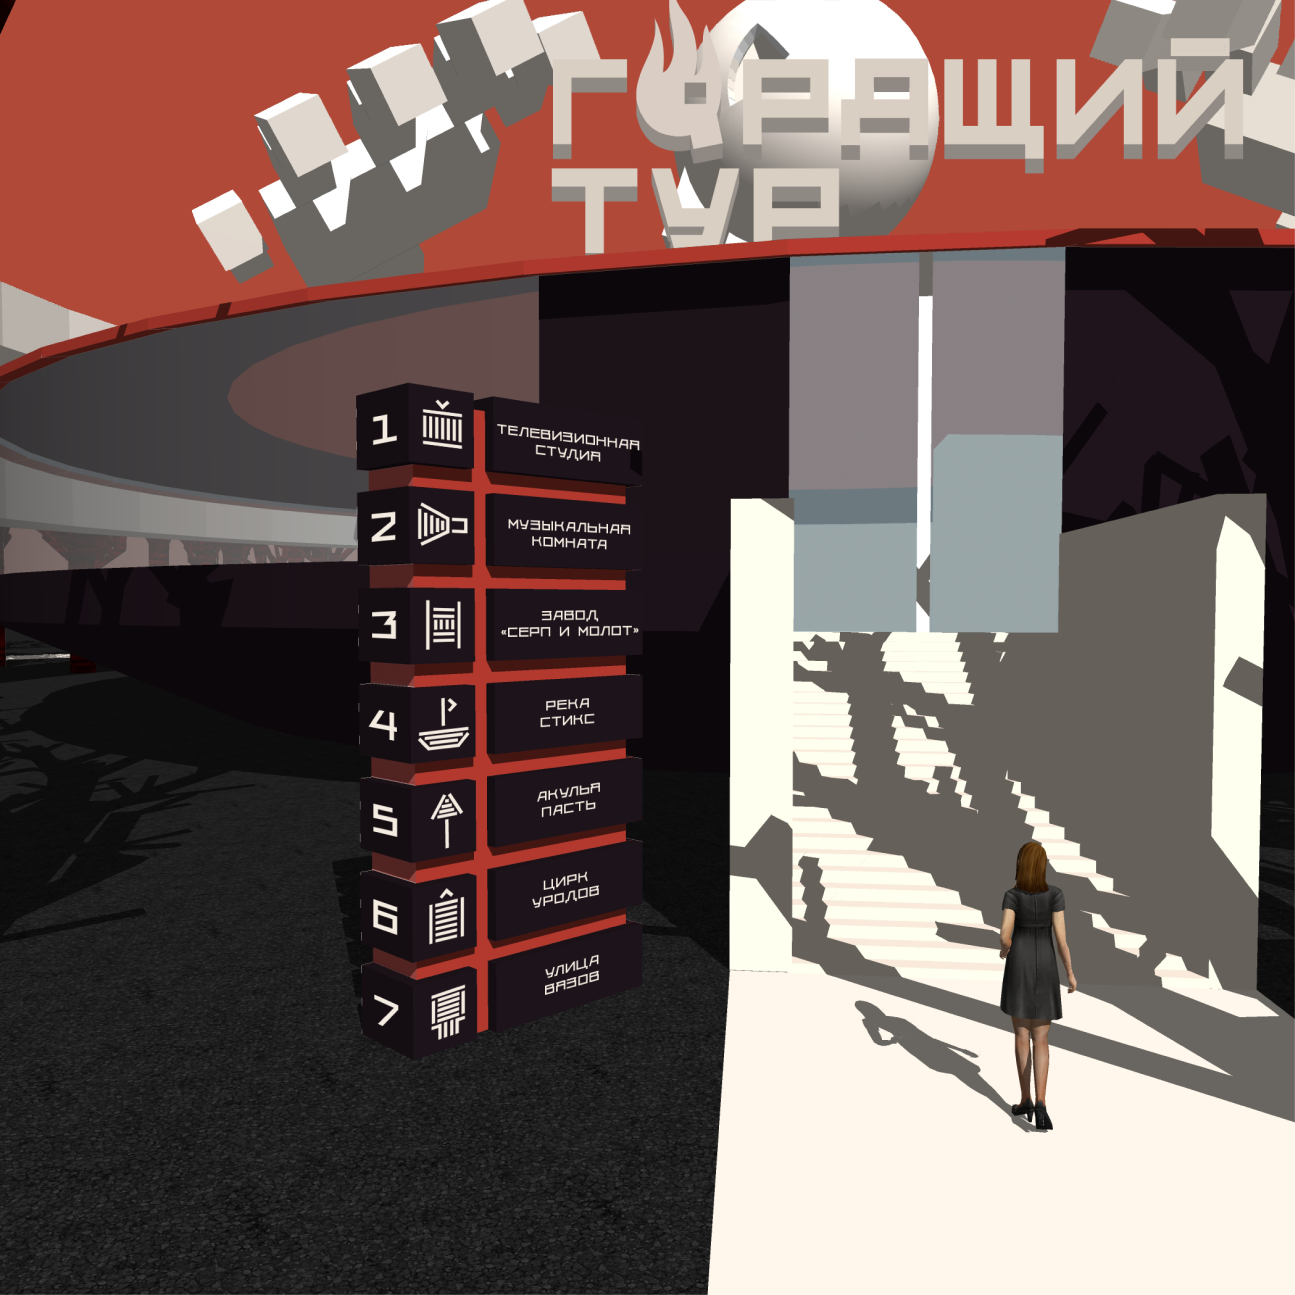 ГОРЯЩИЙ
ТУР
1
ТЕЛЕВИЗИОННАЯ
СТУДИЯ
2
МУЗЫКАЛЬНАЯ
КОМНАТА
3
ЗАВОД
«СЕРП И МОЛОТ»
4
РЕКА
СТИКС
5
АКУЛЬЯ
ПАСТЬ
6
ЦИРК
УРОДОВ
7
УЛИЦА
ВЯЗОВ